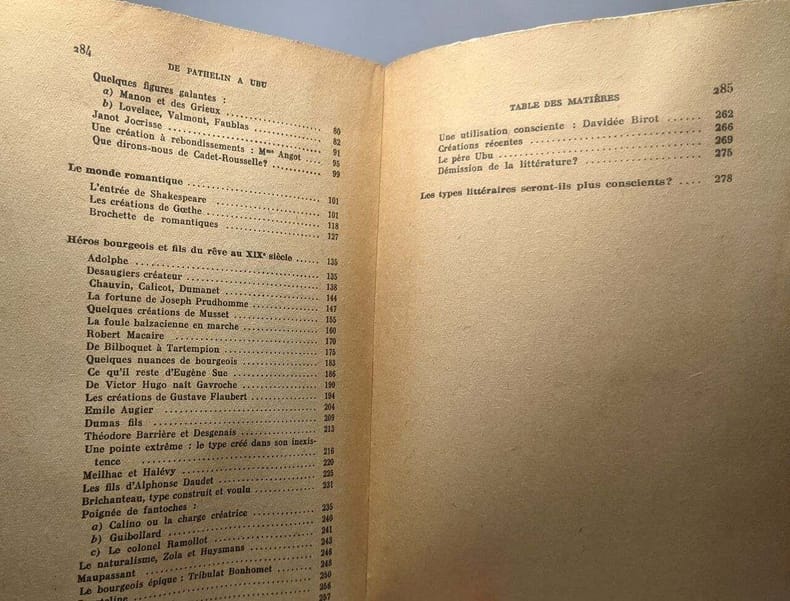 284
DE PATHELIN A UBU
Quelques figures galantes :
a) Manon et des Grieux .................... 80
b) Lovelace, Valmont, Faublas .................... 82
Janot Jocrisse .................... 91
Une création à rebondissements : Mme Angot .... 95
Que dirons-nous de Cadet-Rousselle? .................... 99
Le monde romantique .................... 101
L'entrée de Shakespeare .................... 101
Les créations de Gœthe .................... 118
Brochette de romantiques .................... 127
Héros bourgeois et fils du rêve au XIXe siècle ...... 135
Adolphe .................... 135
Desaugiers créateur .................... 138
Chauvin, Calicot, Dumanet .................... 144
La fortune de Joseph Prudhomme .................... 147
Quelques créations de Musset .................... 155
La foule balzacienne en marche .................... 160
Robert Macaire .................... 170
De Bilboquet à Tartempion .................... 175
Quelques nuances de bourgeois .................... 183
Ce qu'il reste d'Eugène Sue .................... 186
De Victor Hugo naît Gavroche .................... 190
Les créations de Gustave Flaubert .................... 194
Emile Augier .................... 204
Dumas fils .................... 209
Théodore Barrière et Desgenais .................... 213
Une pointe extrême : le type créé dans son inexis-
tence .................... 216
Meilhac et Halévy .................... 220
Les fils d'Alphonse Daudet .................... 225
Brichanteau, type construit et voulu .................... 231
Poignée de fantoches :
a) Calino ou la charge créatrice .................... 235
b) Guibollard .................... 240
c) Le colonel Ramollot .................... 241
Le naturalisme, Zola et Huysmans .................... 243
Maupassant .................... 246
Le bourgeois épique : Tribulat Bonhomet .................... 248
250
256
257
285
TABLE DES MATIÈRES
Une utilisation consciente : Davidée Birot ........ 262
Créations récentes .................... 266
Le père Ubu .................... 269
Démission de la littérature? .................... 275
Les types littéraires seront-ils plus conscients? .... 278